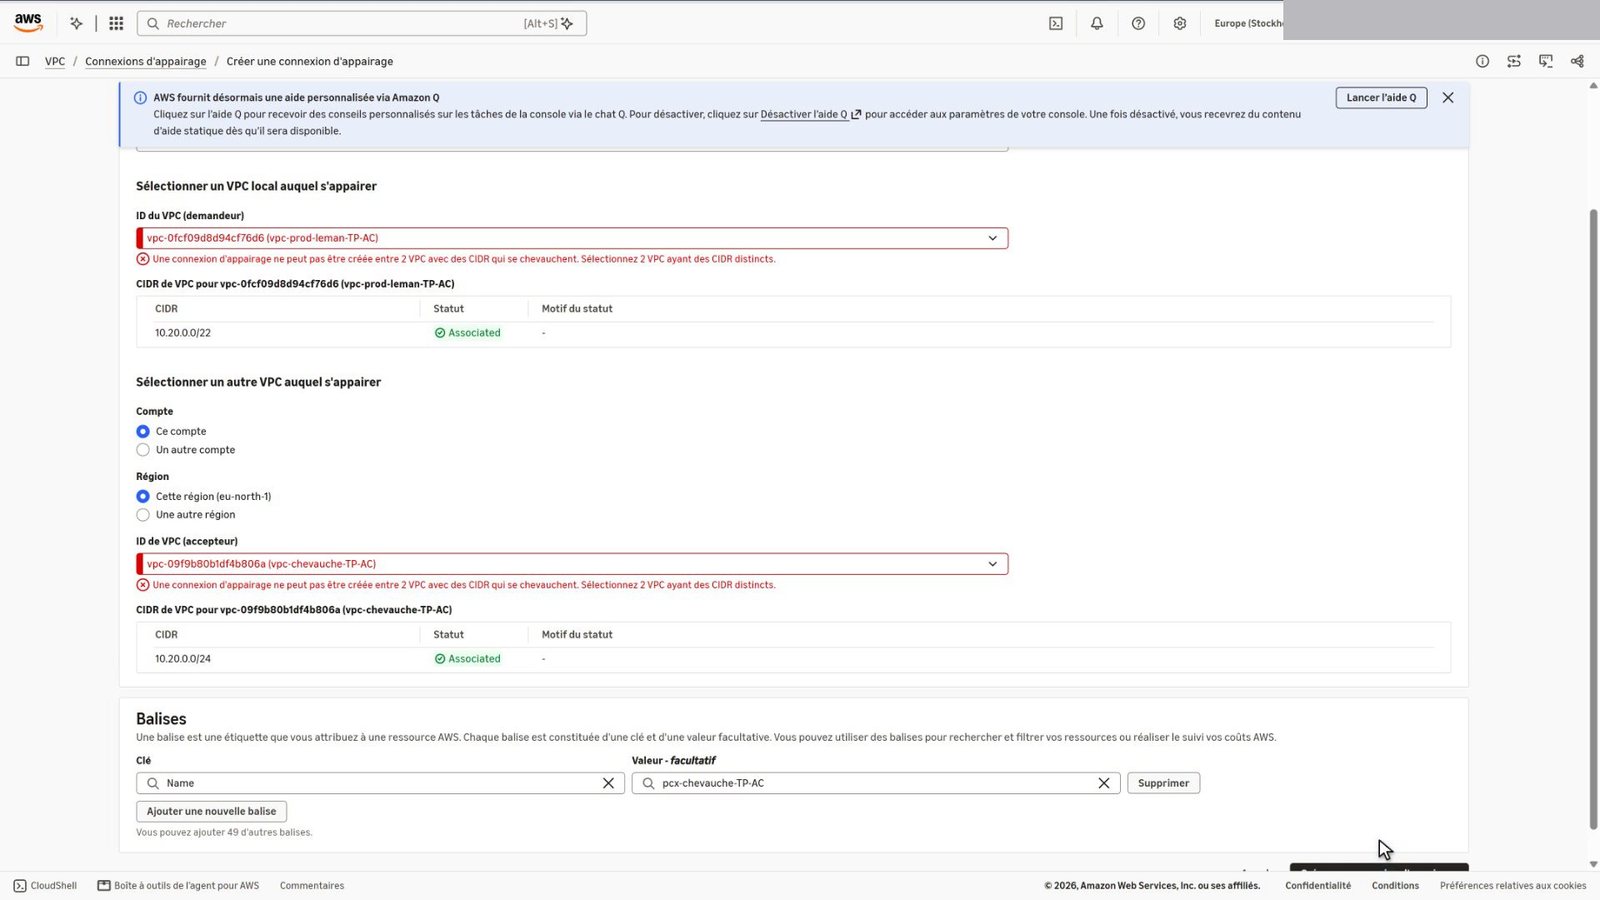 aws
Rechercher
[Alt+S]
Europe (Stockh
VPC / Connexions d'appairage / Créer une connexion d'appairage
AWS fournit désormais une aide personnalisée via Amazon Q
Cliquez sur l'aide Q pour recevoir des conseils personnalisés sur les tâches de la console via le chat Q. Pour désactiver, cliquez sur Désactiver l'aide Q pour accéder aux paramètres de votre console. Une fois désactivé, vous recevrez du contenu
d'aide statique dès qu'il sera disponible.
Lancer l'aide Q
Sélectionner un VPC local auquel s'appairer
ID du VPC (demandeur)
vpc-0fcf09d8d94cf76d6 (vpc-prod-leman-TP-AC)
Une connexion d'appairage ne peut pas être créée entre 2 VPC avec des CIDR qui se chevauchent. Sélectionnez 2 VPC ayant des CIDR distincts.
CIDR de VPC pour vpc-0fcf09d8d94cf76d6 (vpc-prod-leman-TP-AC)
CIDR Statut Motif du statut
10.20.0.0/22 Associated -
Sélectionner un autre VPC auquel s'appairer
Compte
Ce compte
Un autre compte
Région
Cette région (eu-north-1)
Une autre région
ID de VPC (accepteur)
vpc-09f9b80b1df4b806a (vpc-chevauche-TP-AC)
Une connexion d'appairage ne peut pas être créée entre 2 VPC avec des CIDR qui se chevauchent. Sélectionnez 2 VPC ayant des CIDR distincts.
CIDR de VPC pour vpc-09f9b80b1df4b806a (vpc-chevauche-TP-AC)
CIDR Statut Motif du statut
10.20.0.0/24 Associated -
Balises
Une balise est une étiquette que vous attribuez à une ressource AWS. Chaque balise est constituée d'une clé et d'une valeur facultative. Vous pouvez utiliser des balises pour rechercher et filtrer vos ressources ou réaliser le suivi vos coûts AWS.
Clé Valeur - facultatif
Name pcx-chevauche-TP-AC Supprimer
Ajouter une nouvelle balise
Vous pouvez ajouter 49 d'autres balises.
CloudShell Boîte à outils de l'agent pour AWS Commentaires © 2026, Amazon Web Services, Inc. ou ses affiliés. Confidentialité Conditions Préférences relatives aux cookies